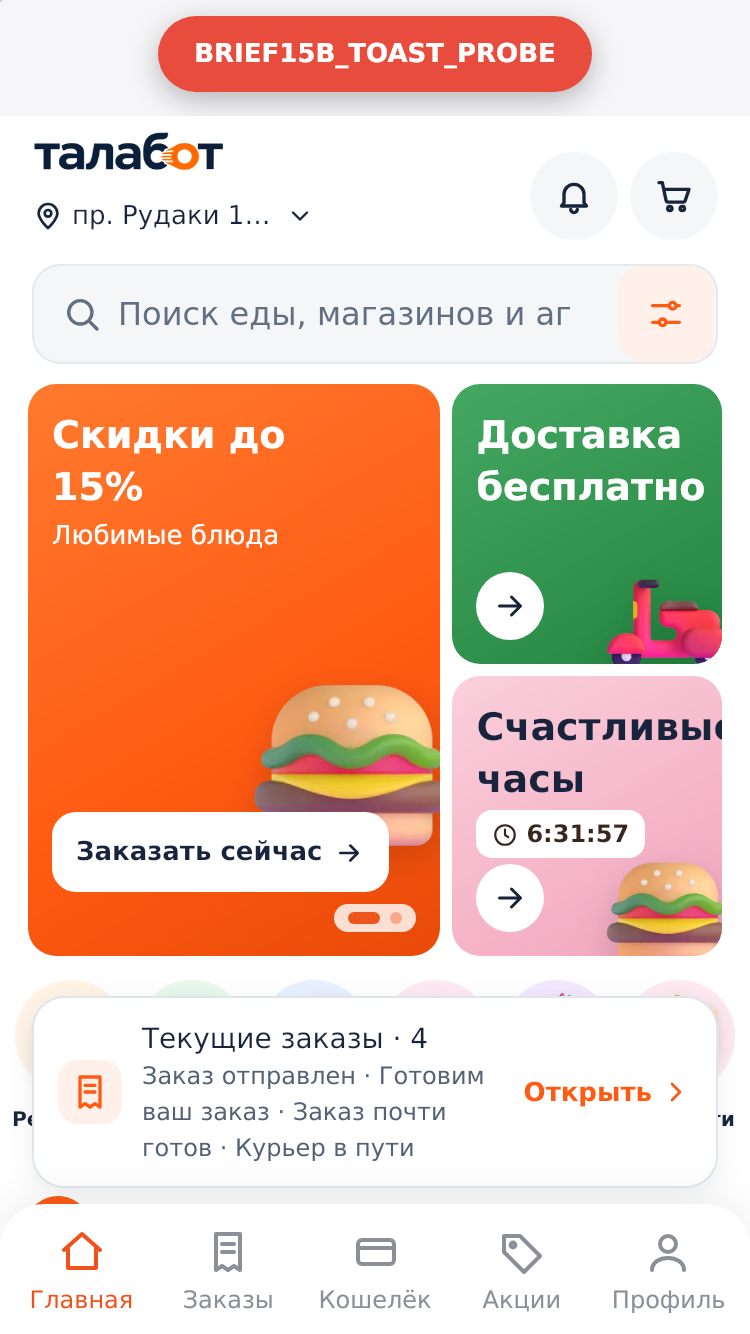 BRIEF15B_TOAST_PROBE
талабот
пр. Рудаки 1...
Поиск еды, магазинов и аг
Скидки до
15%
Любимые блюда
Заказать сейчас
Доставка
бесплатно
Счастливые
часы
6:31:57
Текущие заказы · 4
Заказ отправлен · Готовим
ваш заказ · Заказ почти
готов · Курьер в пути
Открыть
Главная
Заказы
Кошелёк
Акции
Профиль